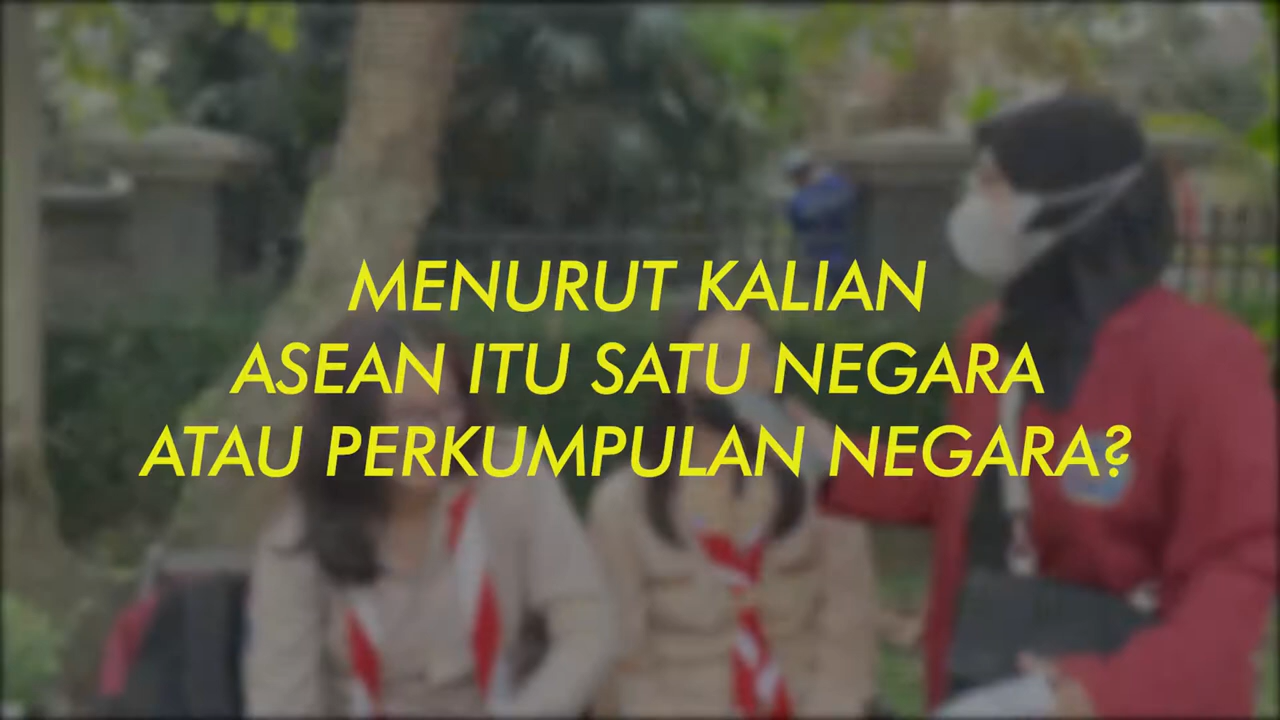 MENURUT KALIAN
ASEAN ITU SATU NEGARA
ATAU PERKUMPULAN NEGARA?